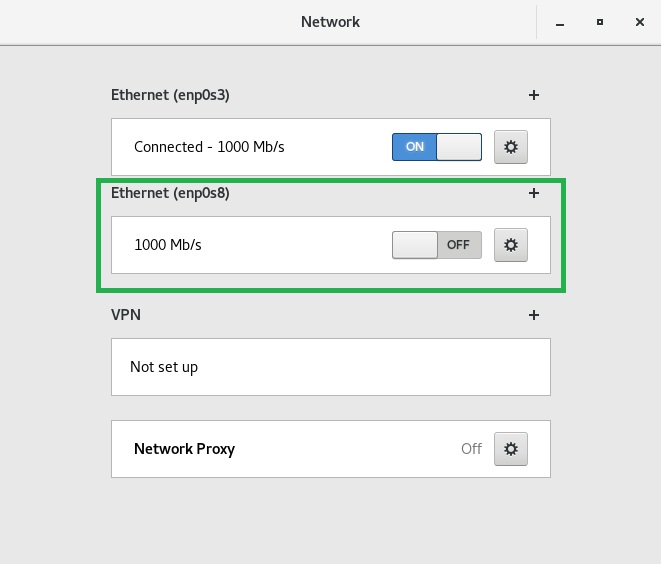 Network
Ethernet (enp0s3)
Connected - 1000 Mb/s ON
Ethernet (enp0s8)
1000 Mb/s OFF
VPN
Not set up
Network Proxy Off